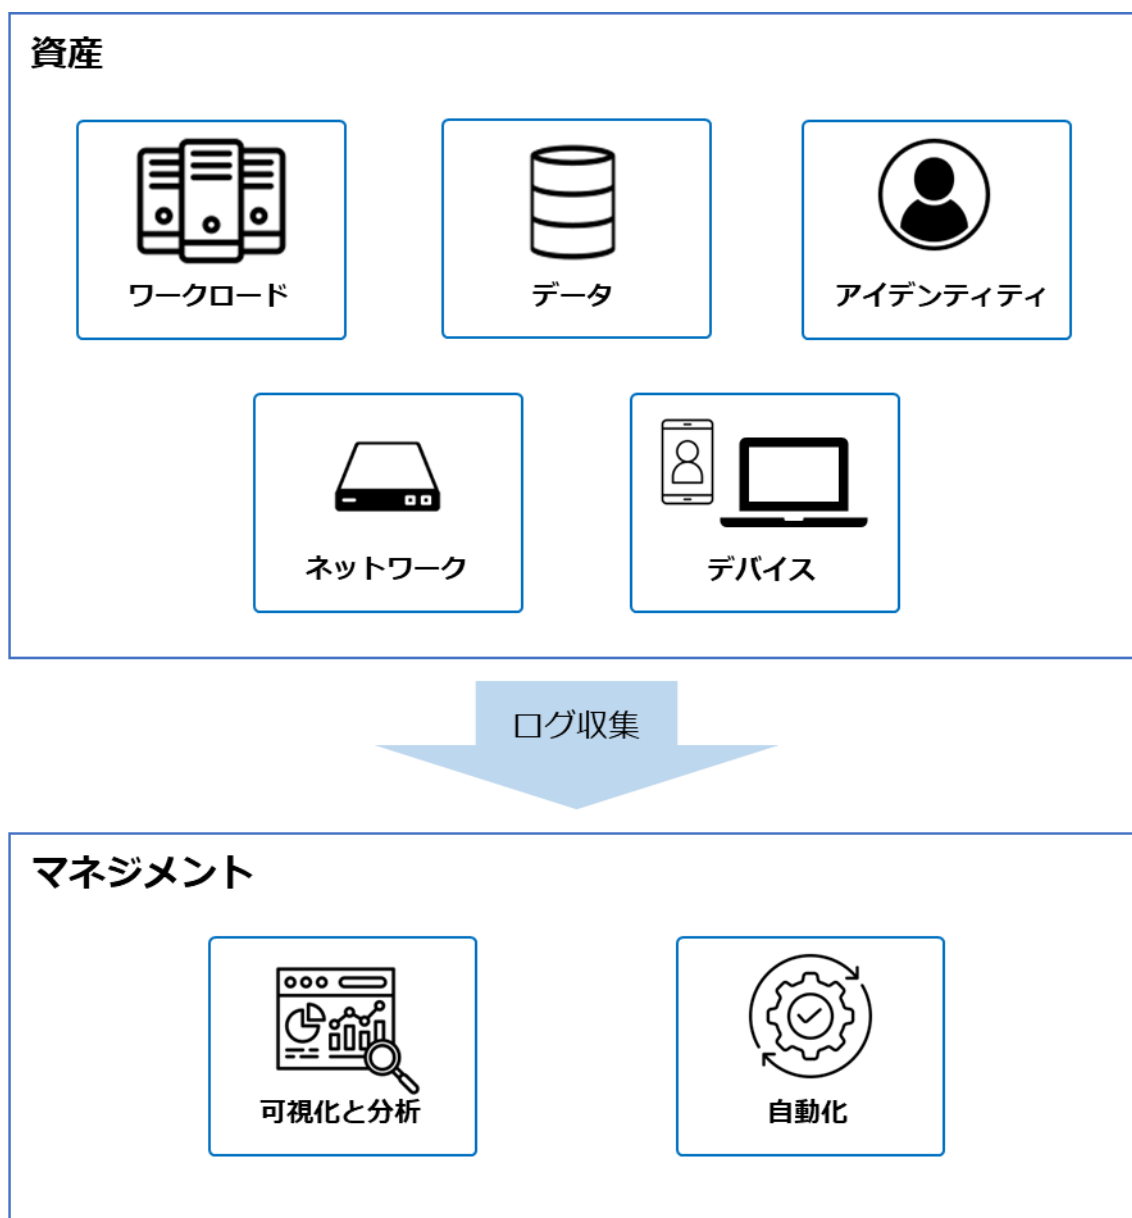 資産
ワークロード
データ
アイデンティティ
ネットワーク
デバイス
ログ収集
マネジメント
可視化と分析
自動化